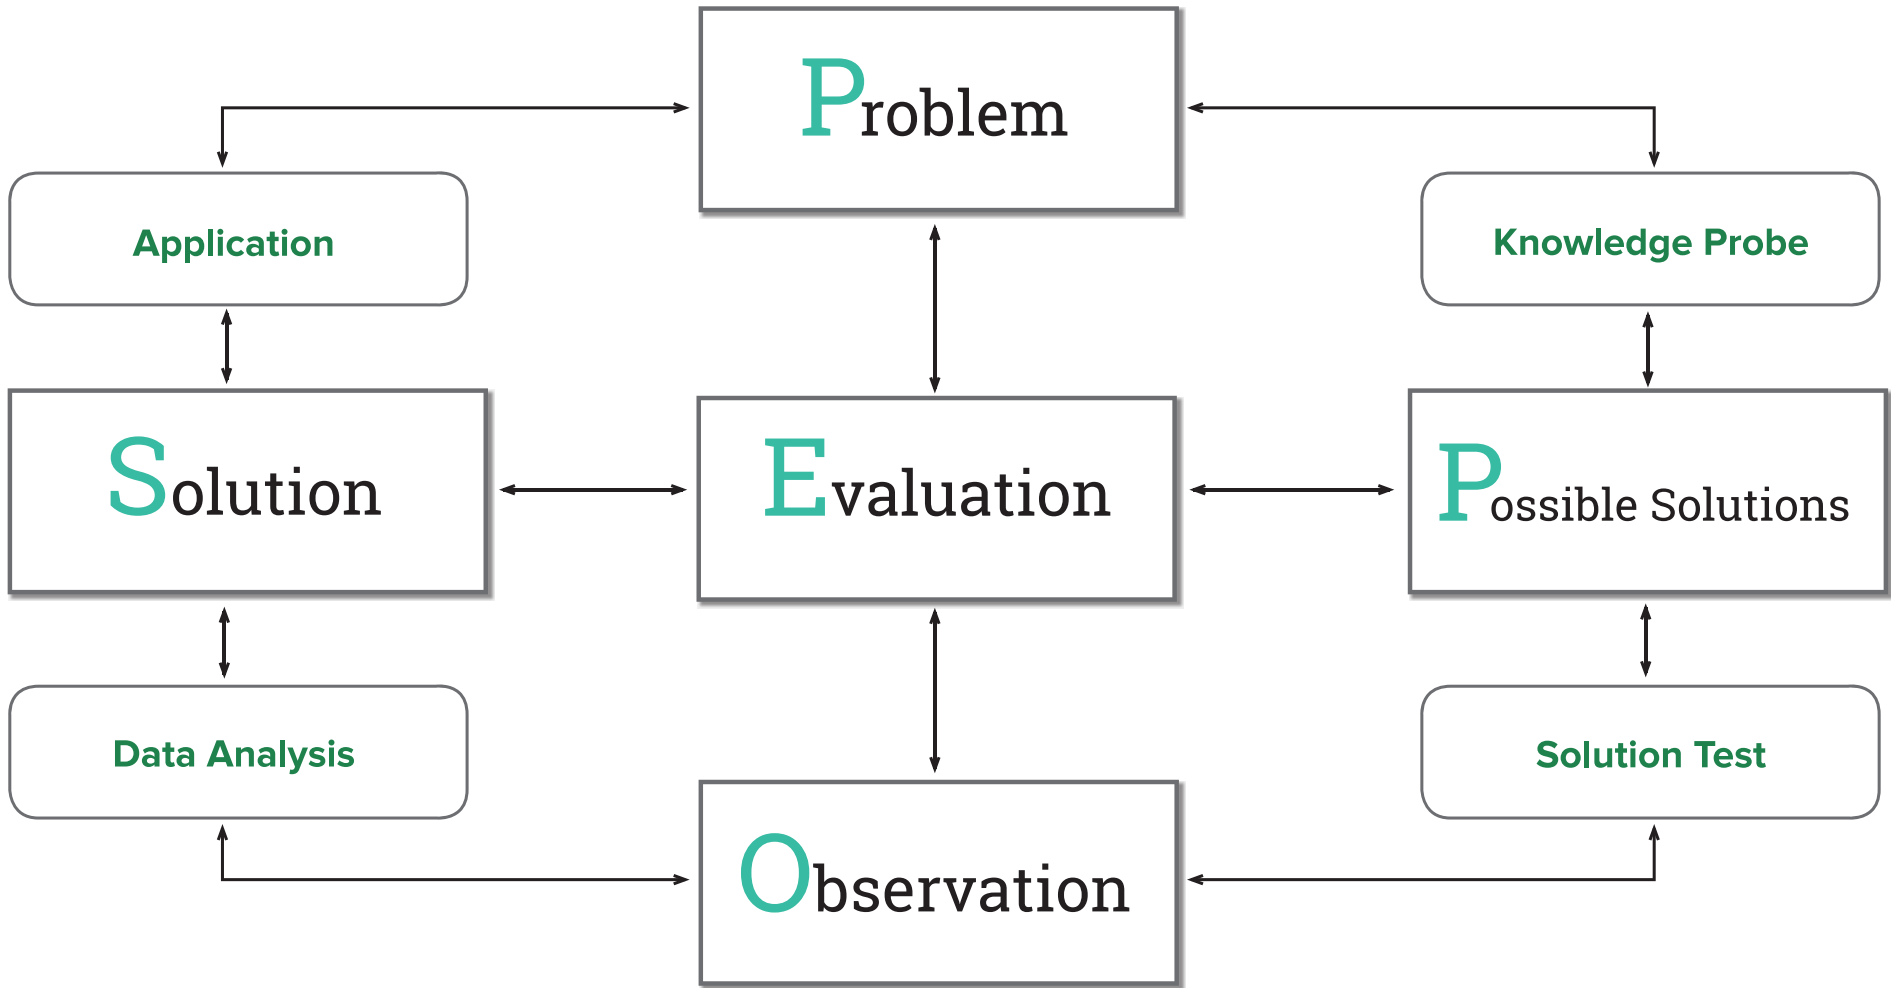 Problem
Application
Knowledge Probe
Solution
Evaluation
Possible Solutions
Data Analysis
Solution Test
Observation